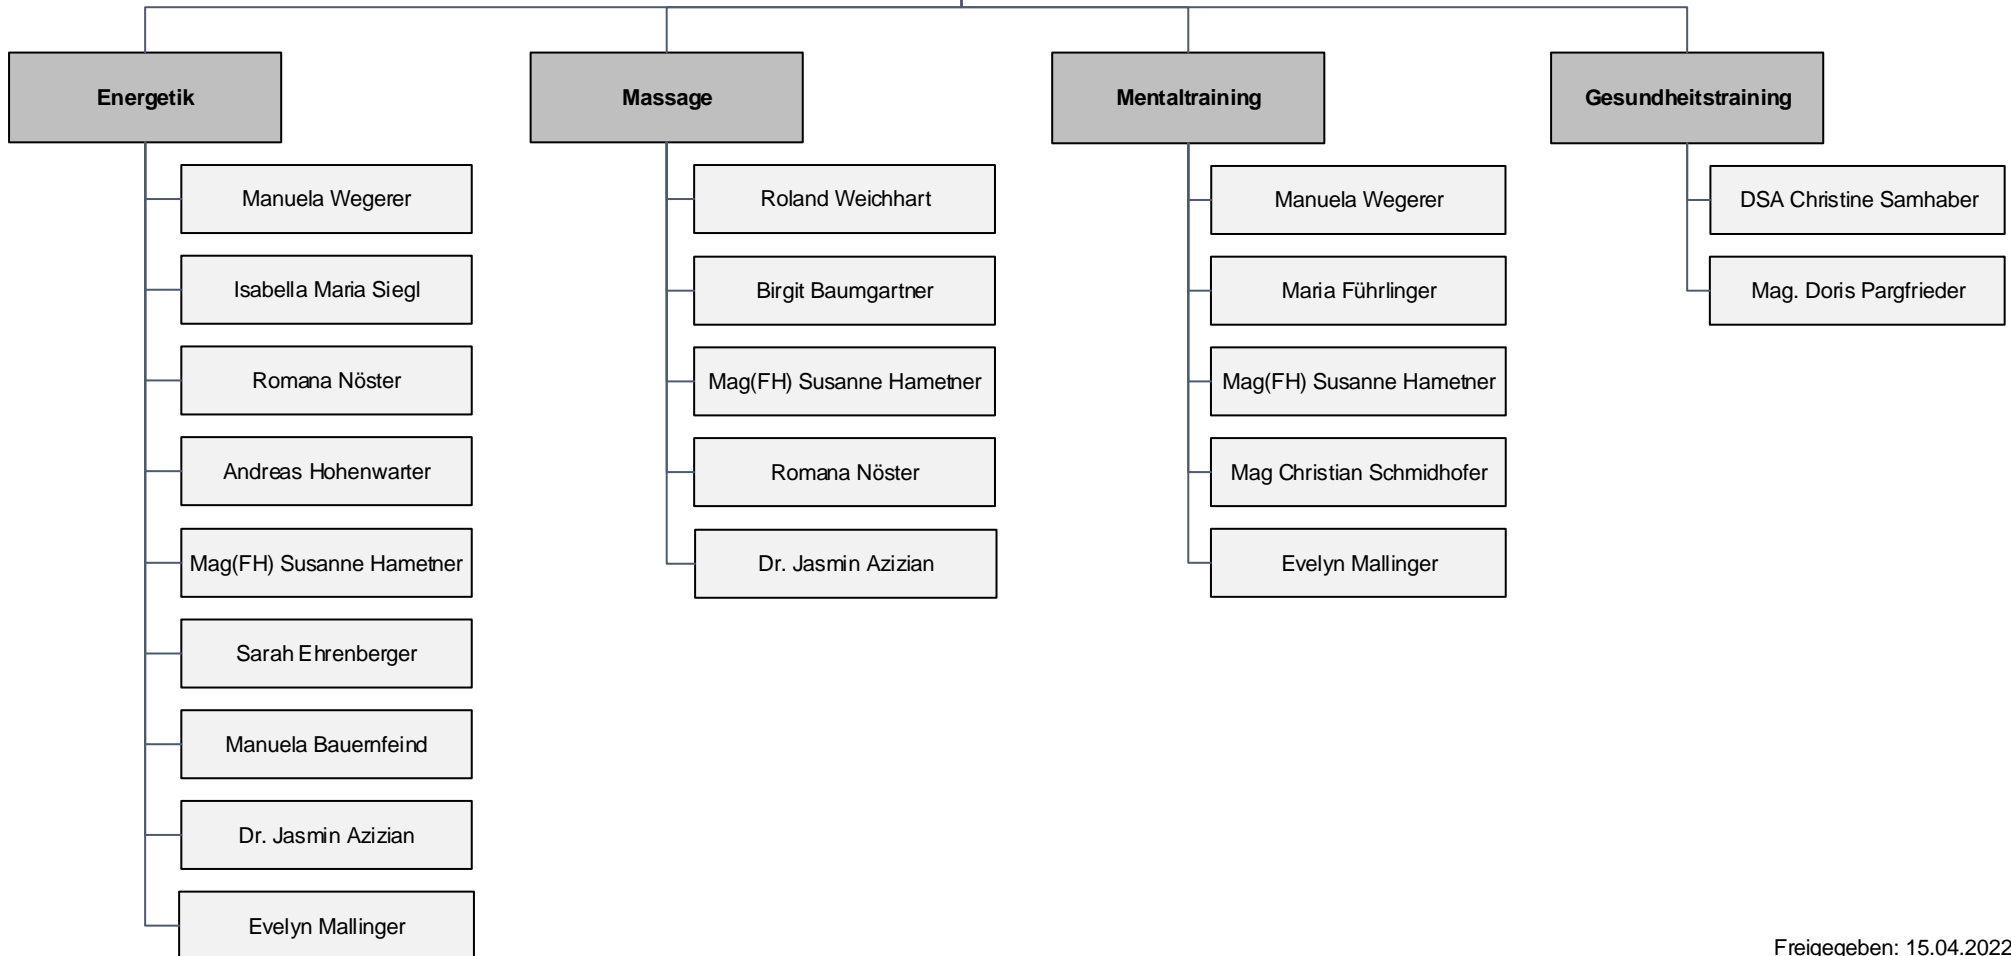 Energetik
Manuela Wegerer
Isabella Maria Siegl
Romana Nöster
Andreas Hohenwarter
Mag(FH) Susanne Hametner
Sarah Ehrenberger
Manuela Bauernfeind
Dr. Jasmin Azizian
Evelyn Mallinger
Massage
Roland Weichhart
Birgit Baumgartner
Mag(FH) Susanne Hametner
Romana Nöster
Dr. Jasmin Azizian
Mentaltraining
Manuela Wegerer
Maria Führlinger
Mag(FH) Susanne Hametner
Mag Christian Schmidhofer
Evelyn Mallinger
Gesundheitstraining
DSA Christine Samhaber
Mag. Doris Pargfrieder
Freigegeben: 15.04.2022